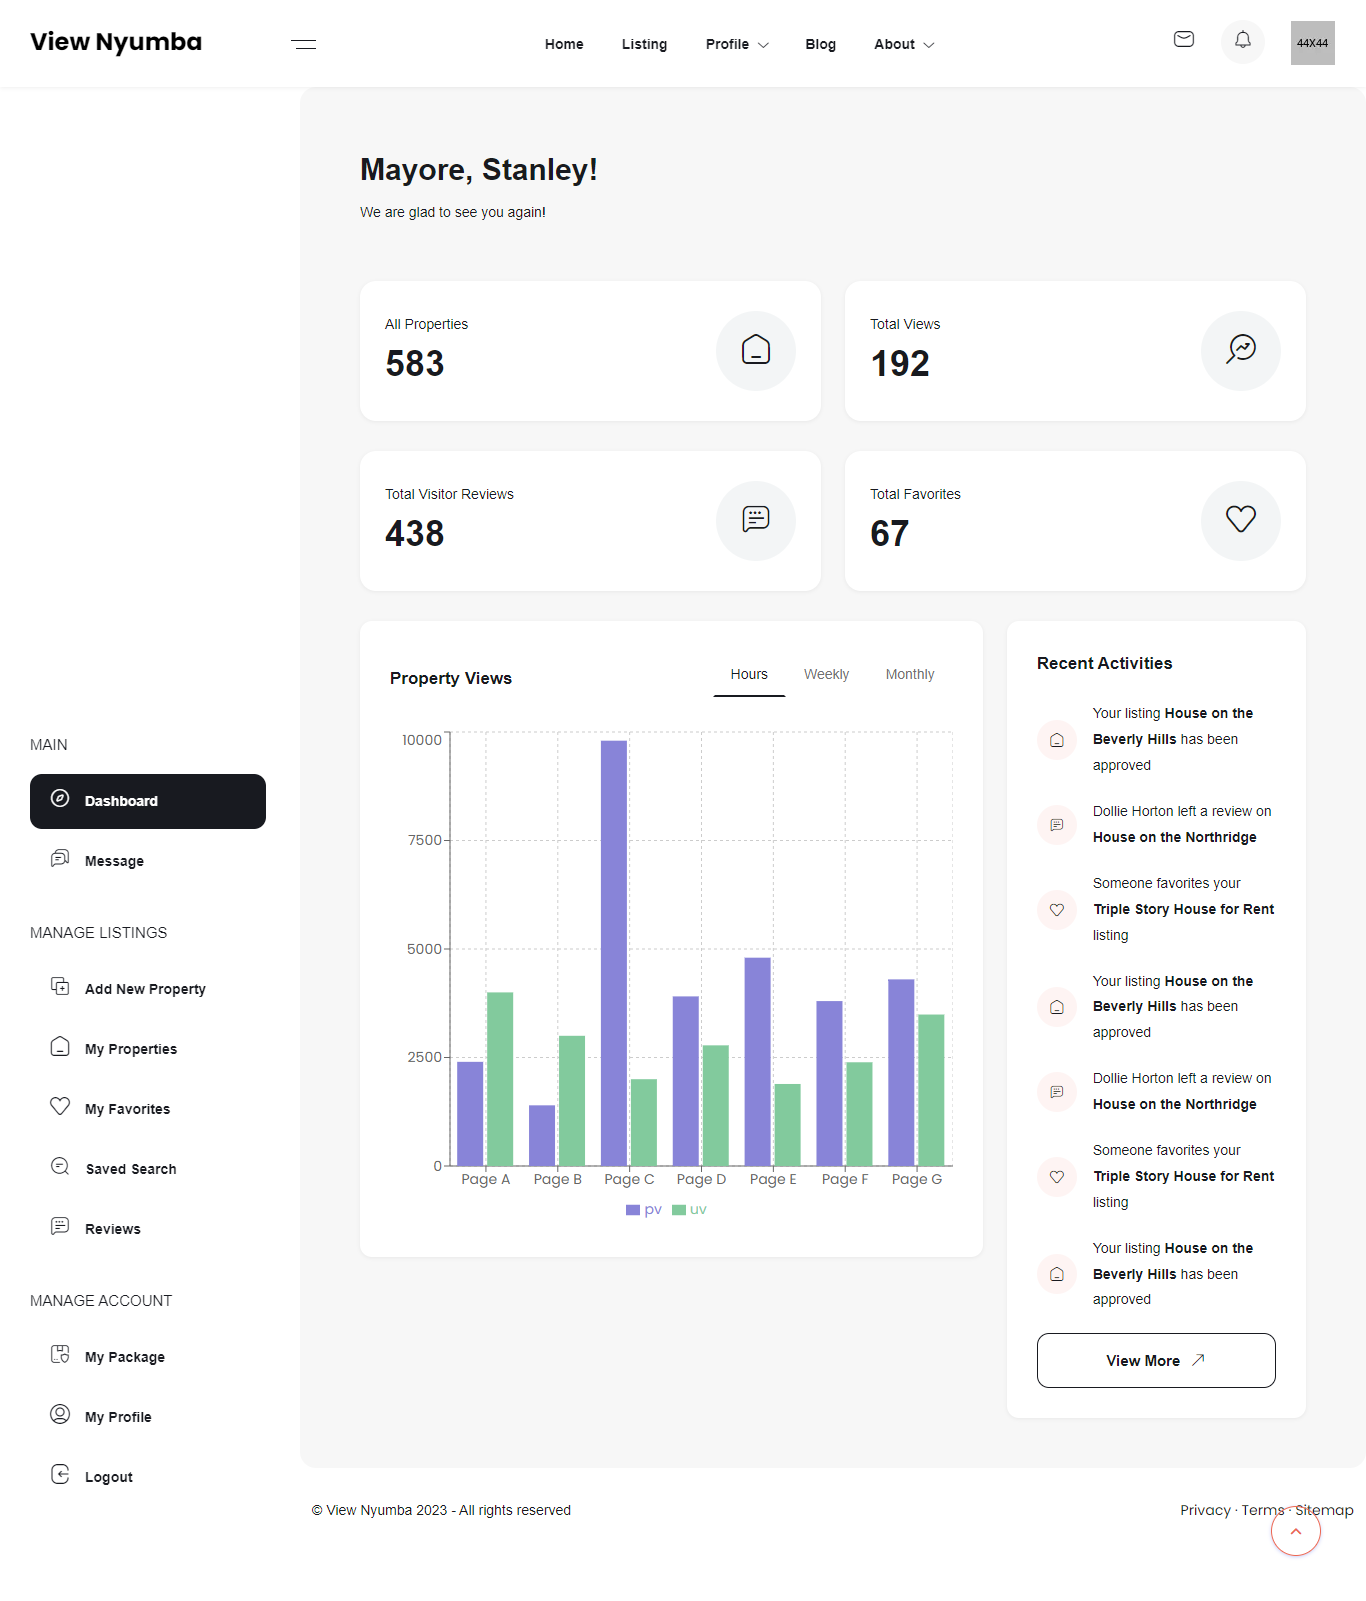 View Nyumba
Home
Listing
Profile
Blog
About
44X44
MAIN
Dashboard
Message
MANAGE LISTINGS
Add New Property
My Properties
My Favorites
Saved Search
Reviews
MANAGE ACCOUNT
My Package
My Profile
Logout
Mayore, Stanley!
We are glad to see you again!
All Properties
583
Total Views
192
Total Visitor Reviews
438
Total Favorites
67
Property Views
Hours
Weekly
Monthly
10000
7500
5000
2500
0
Page A
Page B
Page C
Page D
Page E
Page F
Page G
pv
uv
Recent Activities
Your listing House on the
Beverly Hills has been
approved
Dollie Horton left a review on
House on the Northridge
Someone favorites your
Triple Story House for Rent
listing
Your listing House on the
Beverly Hills has been
approved
Dollie Horton left a review on
House on the Northridge
Someone favorites your
Triple Story House for Rent
listing
Your listing House on the
Beverly Hills has been
approved
View More
© View Nyumba 2023 - All rights reserved
Privacy · Terms · Sitemap